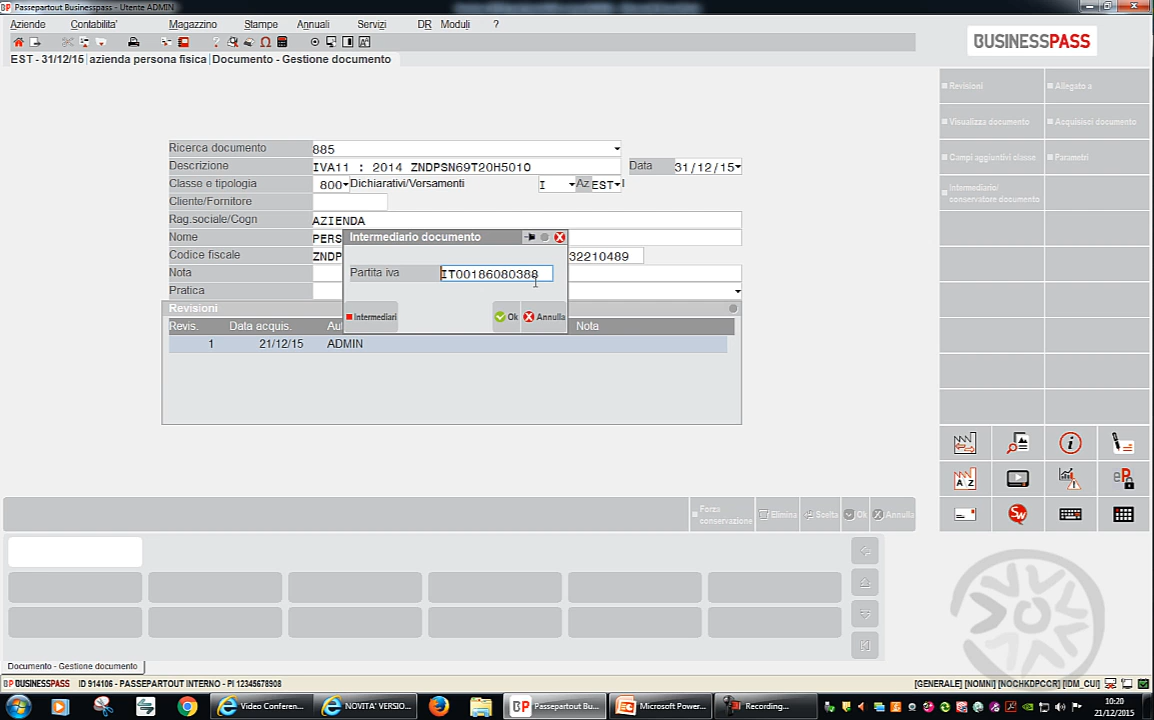 Passepartout Businesspass - Utente ADMIN
Aziende Contabilita' Magazzino Stampe Annuali Servizi DR Moduli ?
BUSINESSPASS
EST - 31/12/15 azienda persona fisica Documento - Gestione documento
Revisioni Allegato a
Visualizza documento Acquisisci documento
Campi aggiuntivi classe Parametri
Intermediario/
conservatore documento
Ricerca documento 885
Descrizione IVA11 : 2014 ZNDPSN69T20H501O Data 31/12/15
Classe e tipologia 800 Dichiarativi/Versamenti I Az EST
Cliente/Fornitore
Rag.sociale/Cogn AZIENDA
Nome PERS
Codice fiscale ZNDP 32210489
Nota
Pratica
Intermediario documento
Partita iva IT00186080388
Intermediari Ok Annulla
Revisioni
Revis. Data acquis. Aut Nota
1 21/12/15 ADMIN
Forza
conservazione
Elimina Scelta Ok Annulla
Documento - Gestione documento
BUSINESSPASS ID 914106 - PASSEPARTOUT INTERNO - PI 12345678908 [GENERALE] [NOMNI] [NOCHKDPCCR] [IDM_CUI]
Video Conferen... NOVITA' VERSIO... Passepartout Bu... Microsoft Power... Recording...
10:20
21/12/2015